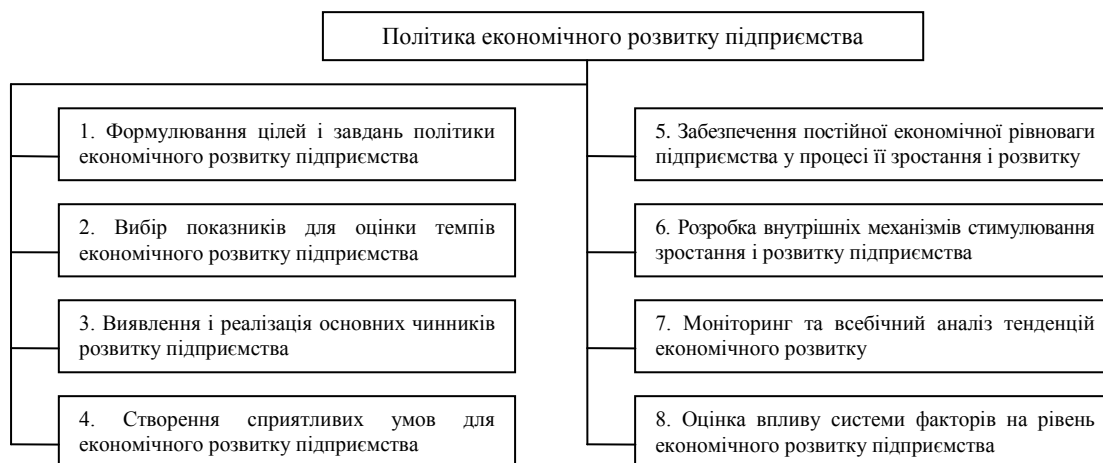 Політика економічного розвитку підприємства
1. Формулювання цілей і завдань політики
економічного розвитку підприємства
2. Вибір показників для оцінки темпів
економічного розвитку підприємства
3. Виявлення і реалізація основних чинників
розвитку підприємства
4. Створення сприятливих умов для
економічного розвитку підприємства
5. Забезпечення постійної економічної рівноваги
підприємства у процесі її зростання і розвитку
6. Розробка внутрішніх механізмів стимулювання
зростання і розвитку підприємства
7. Моніторинг та всебічний аналіз тенденцій
економічного розвитку
8. Оцінка впливу системи факторів на рівень
економічного розвитку підприємства